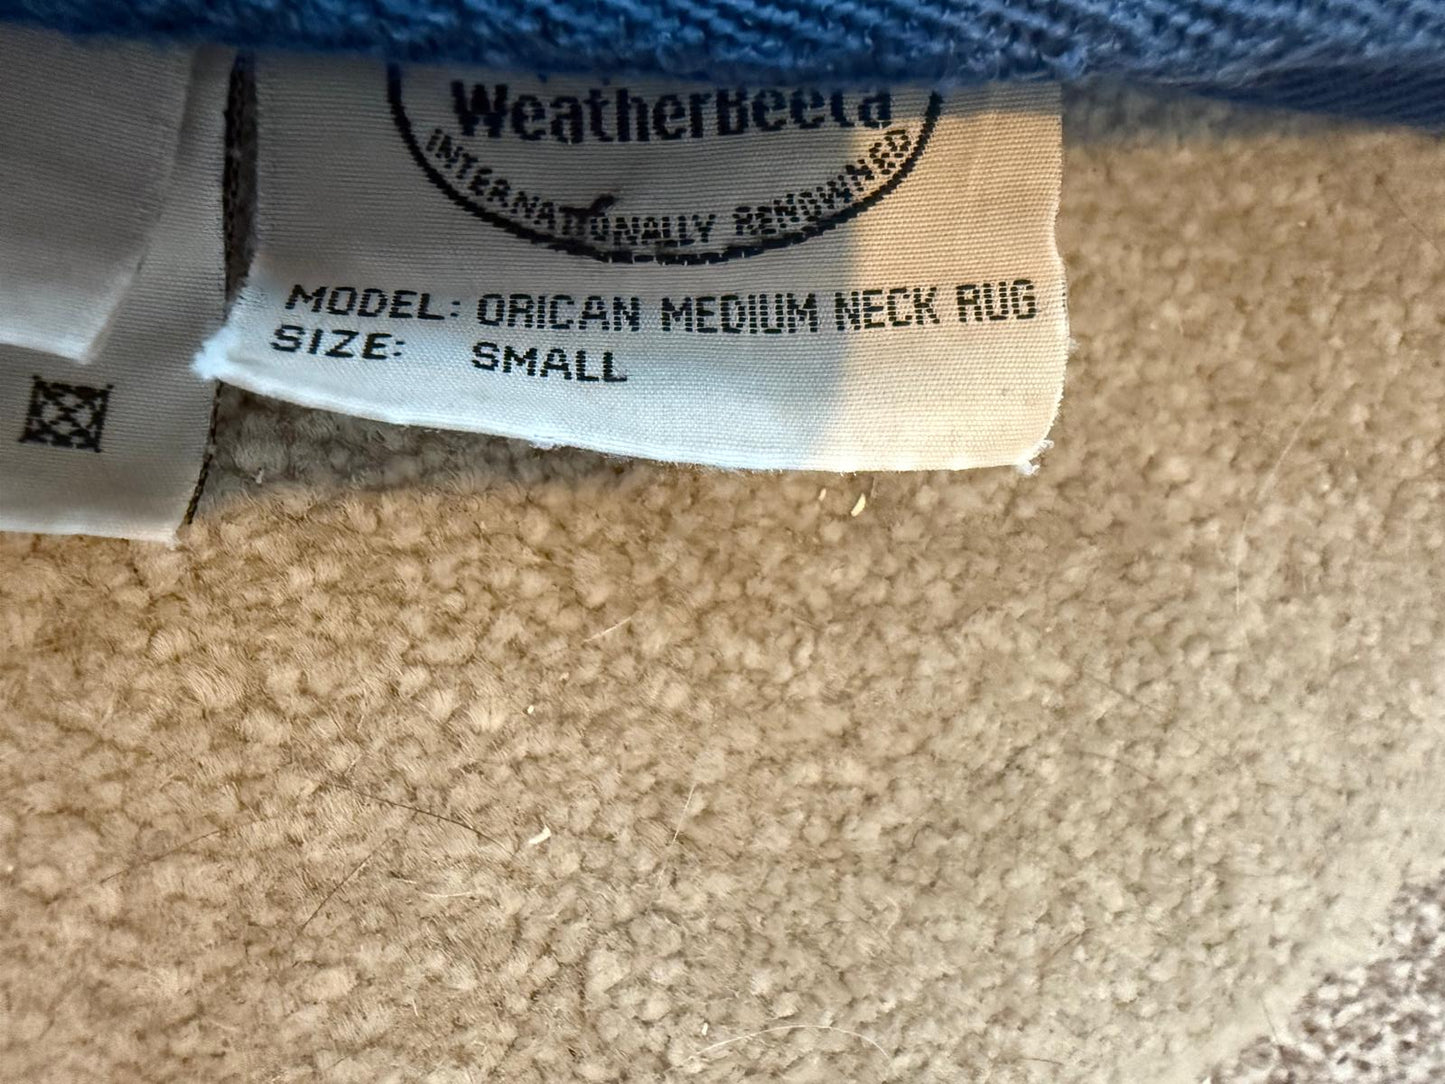 WeatherBeeta
INTERNATIONALLY RENOWNED
MODEL: ORICAN MEDIUM NECK RUG
SIZE: SMALL